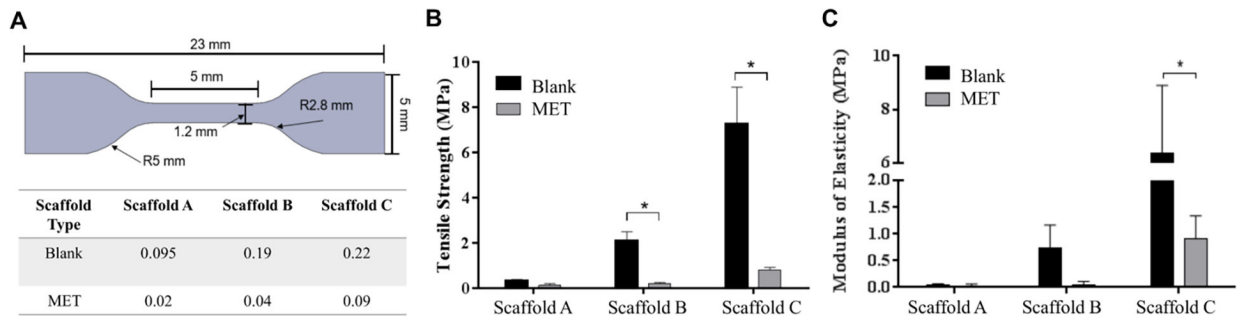 A
23 mm
5 mm
R2.8 mm
1.2 mm
5 mm
R5 mm
Scaffold Type Scaffold A Scaffold B Scaffold C
Blank 0.095 0.19 0.22
MET 0.02 0.04 0.09
B
Tensile Strength (MPa)
10
8
6
4
2
0
Blank
MET
*
*
Scaffold A Scaffold B Scaffold C
C
Modulus of Elasticity (MPa)
10
8
6
2.0
1.5
1.0
0.5
0.0
Blank
MET
*
Scaffold A Scaffold B Scaffold C